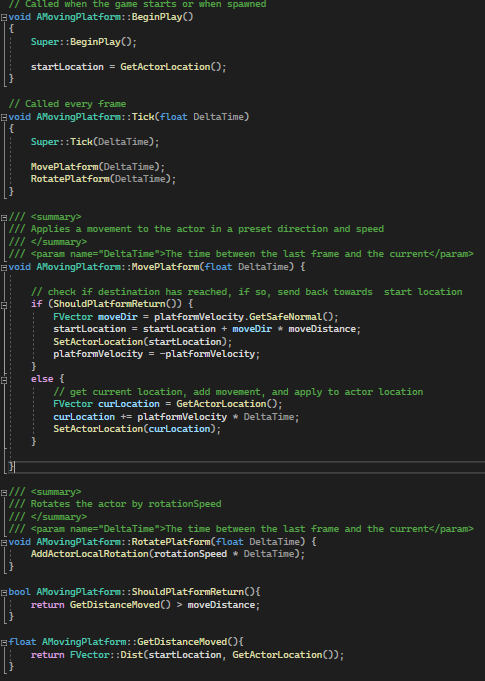 // Called when the game starts or when spawned
void AMovingPlatform::BeginPlay()
{
    Super::BeginPlay();

    startLocation = GetActorLocation();
}

// Called every frame
void AMovingPlatform::Tick(float DeltaTime)
{
    Super::Tick(DeltaTime);

    MovePlatform(DeltaTime);
    RotatePlatform(DeltaTime);
}

/// <summary>
/// Applies a movement to the actor in a preset direction and speed
/// </summary>
/// <param name="DeltaTime">The time between the last frame and the current</param>
void AMovingPlatform::MovePlatform(float DeltaTime) {

    // check if destination has reached, if so, send back towards  start location
    if (ShouldPlatformReturn()) {
        FVector moveDir = platformVelocity.GetSafeNormal();
        startLocation = startLocation + moveDir * moveDistance;
        SetActorLocation(startLocation);
        platformVelocity = -platformVelocity;
    }
    else {
        // get current location, add movement, and apply to actor location
        FVector curLocation = GetActorLocation();
        curLocation += platformVelocity * DeltaTime;
        SetActorLocation(curLocation);
    }

}

/// <summary>
/// Rotates the actor by rotationSpeed
/// </summary>
/// <param name="DeltaTime">The time between the last frame and the current</param>
void AMovingPlatform::RotatePlatform(float DeltaTime) {
    AddActorLocalRotation(rotationSpeed * DeltaTime);
}

bool AMovingPlatform::ShouldPlatformReturn(){
    return GetDistanceMoved() > moveDistance;
}

float AMovingPlatform::GetDistanceMoved(){
    return FVector::Dist(startLocation, GetActorLocation());
}